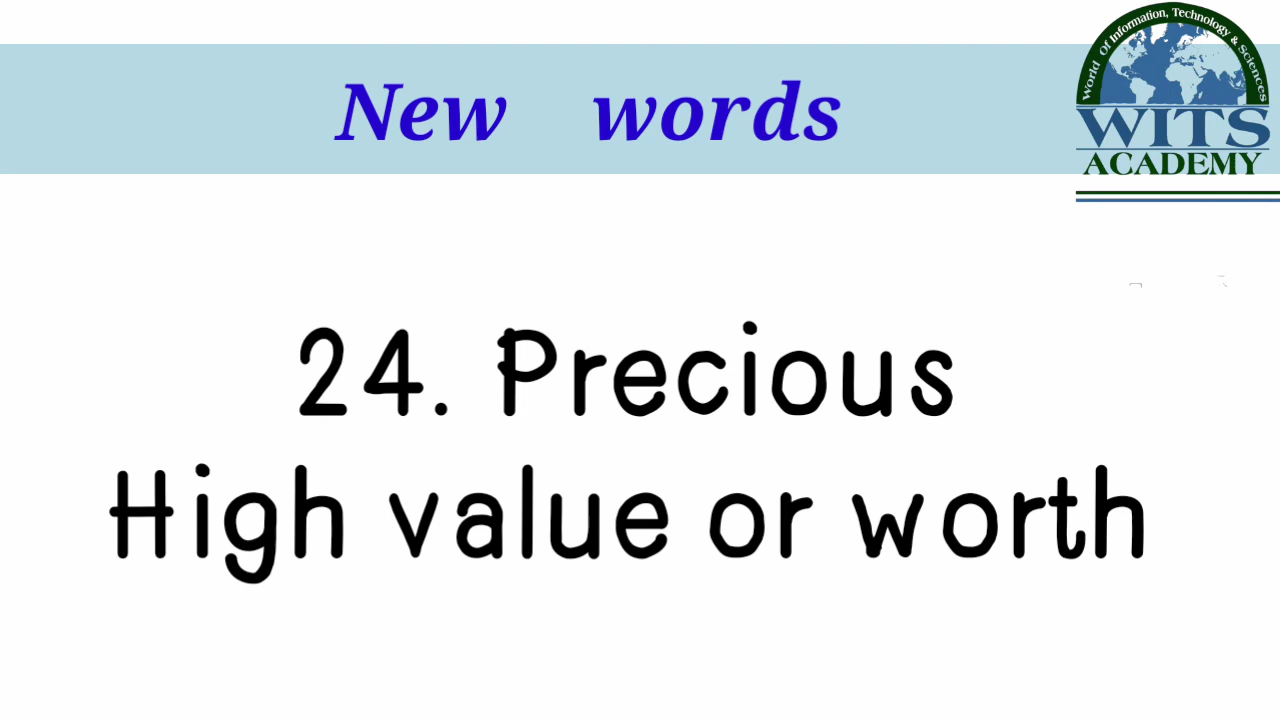 World Of Information, Technology & Sciences
New words
WITS
ACADEMY
24. Precious
High value or worth